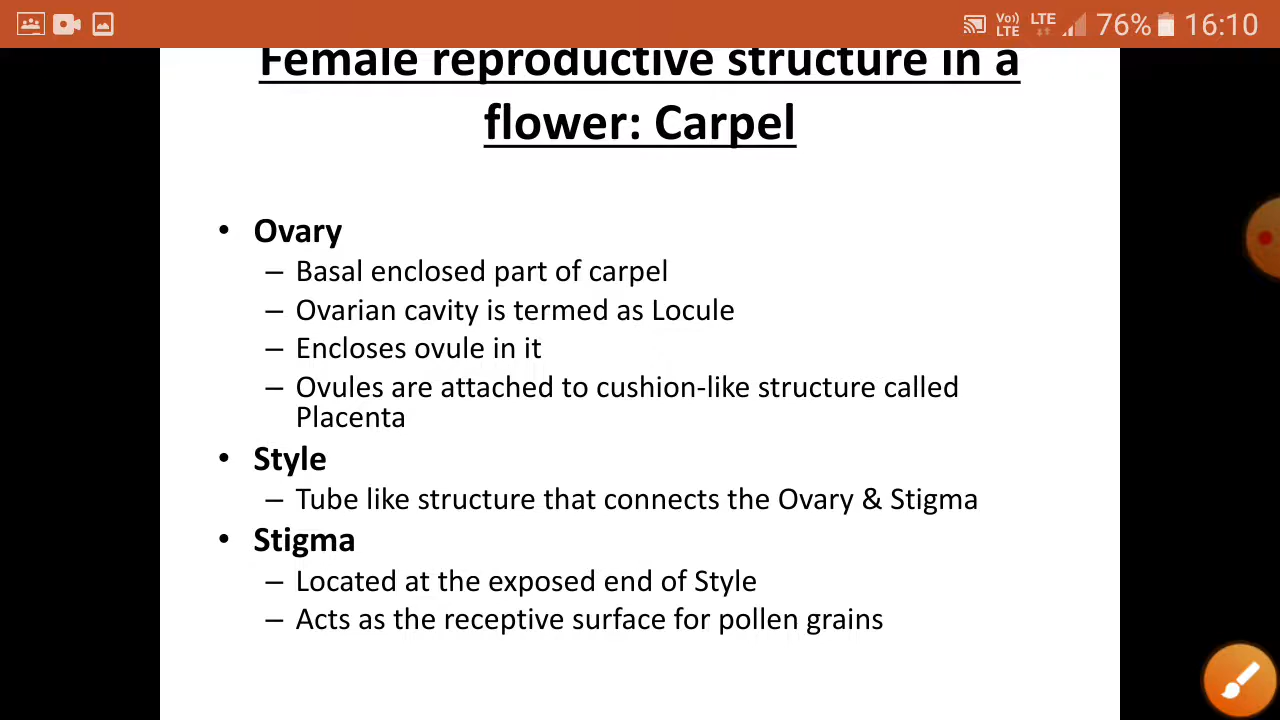 Vo))
LTE
LTE
76%
16:10
Female reproductive structure in a
flower: Carpel
• Ovary
– Basal enclosed part of carpel
– Ovarian cavity is termed as Locule
– Encloses ovule in it
– Ovules are attached to cushion-like structure called
Placenta
• Style
– Tube like structure that connects the Ovary & Stigma
• Stigma
– Located at the exposed end of Style
– Acts as the receptive surface for pollen grains